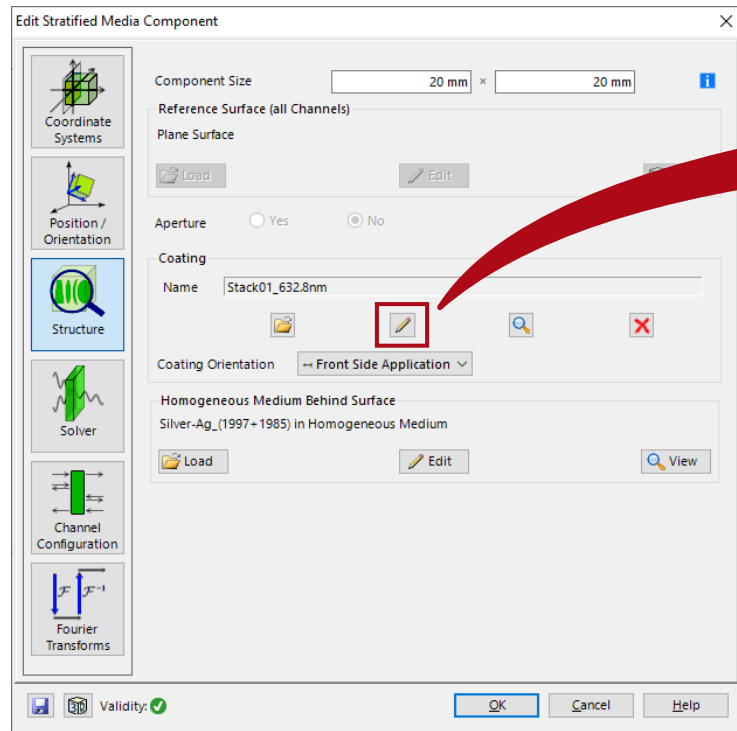 Edit Stratified Media Component
Coordinate
Systems
Position /
Orientation
Structure
Solver
Channel
Configuration
Fourier
Transforms
Component Size 20 mm × 20 mm
Reference Surface (all Channels)
Plane Surface
Load Edit
Aperture Yes No
Coating
Name Stack01_632.8nm
Coating Orientation Front Side Application
Homogeneous Medium Behind Surface
Silver-Ag_(1997+1985) in Homogeneous Medium
Load Edit View
Validity: OK Cancel Help